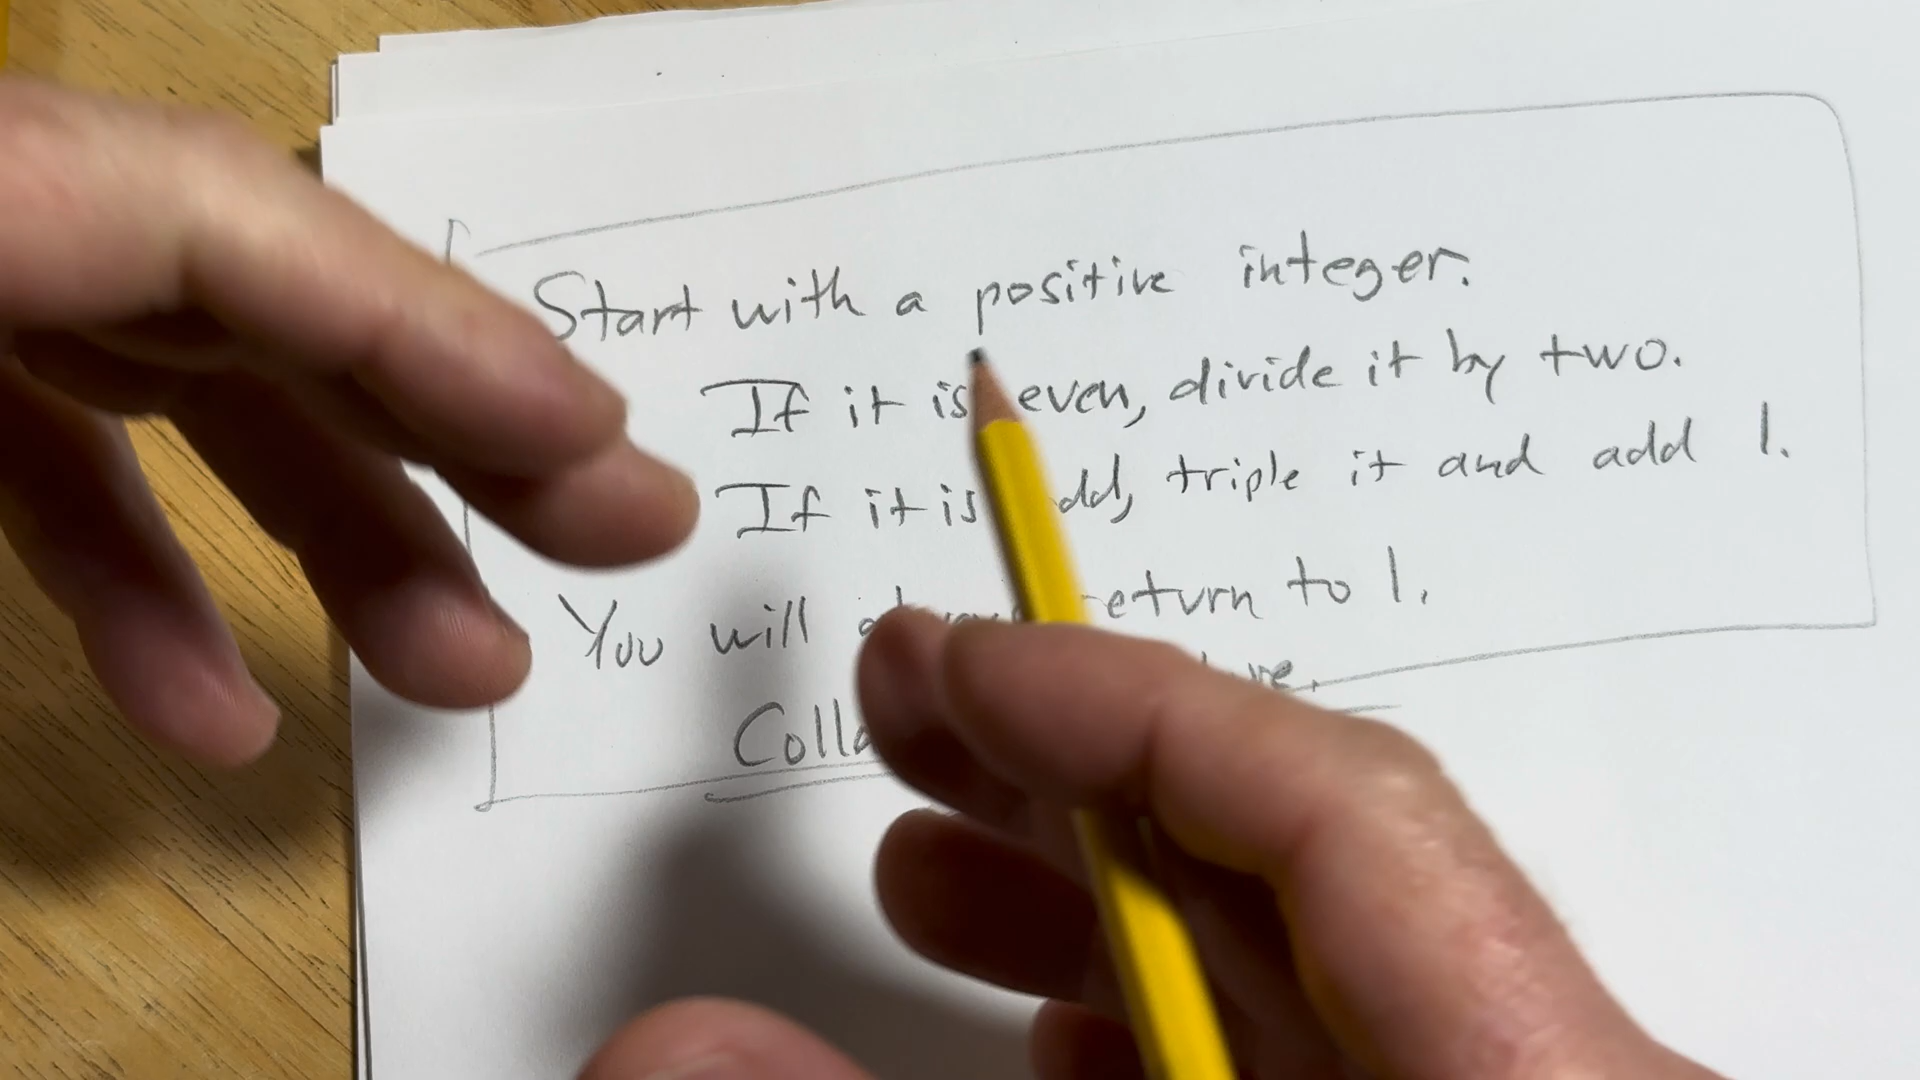 Start with a positive integer.
If it is even, divide it by two.
If it is odd, triple it and add 1.
You will return to 1.